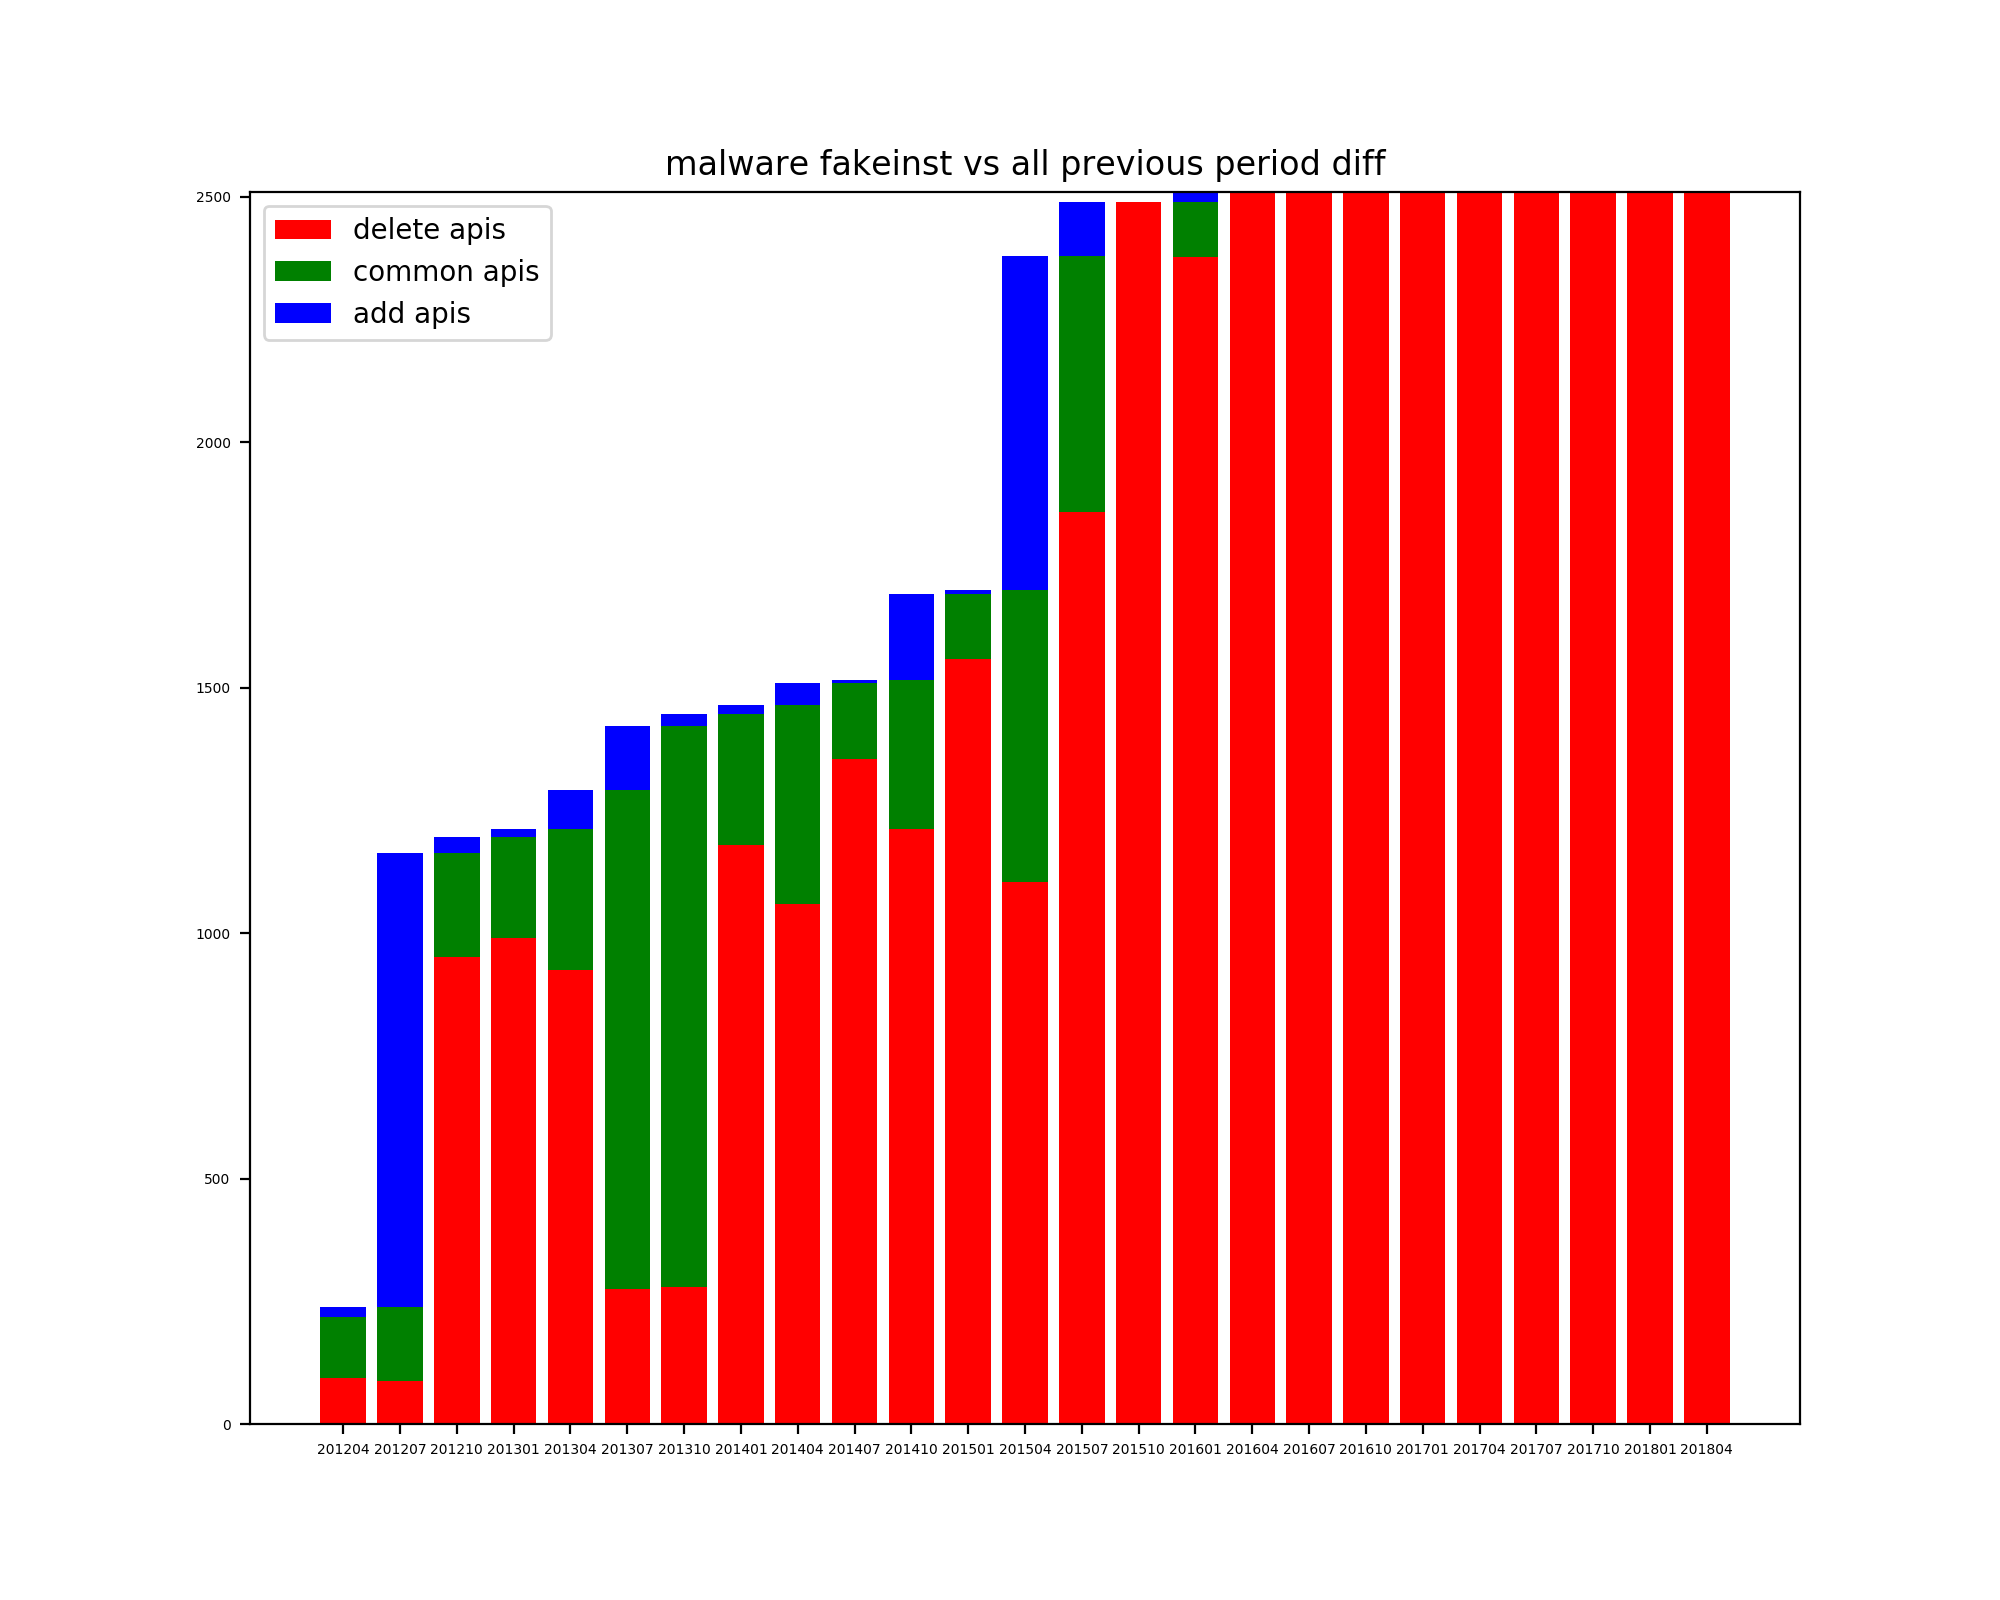 malware fakeinst vs all previous period diff
delete apis
common apis
add apis
2500
2000
1500
1000
500
0
201204 201207 201210 201301 201304 201307 201310 201401 201404 201407 201410 201501 201504 201507 201510 201601 201604 201607 201610 201701 201704 201707 201710 201801 201804